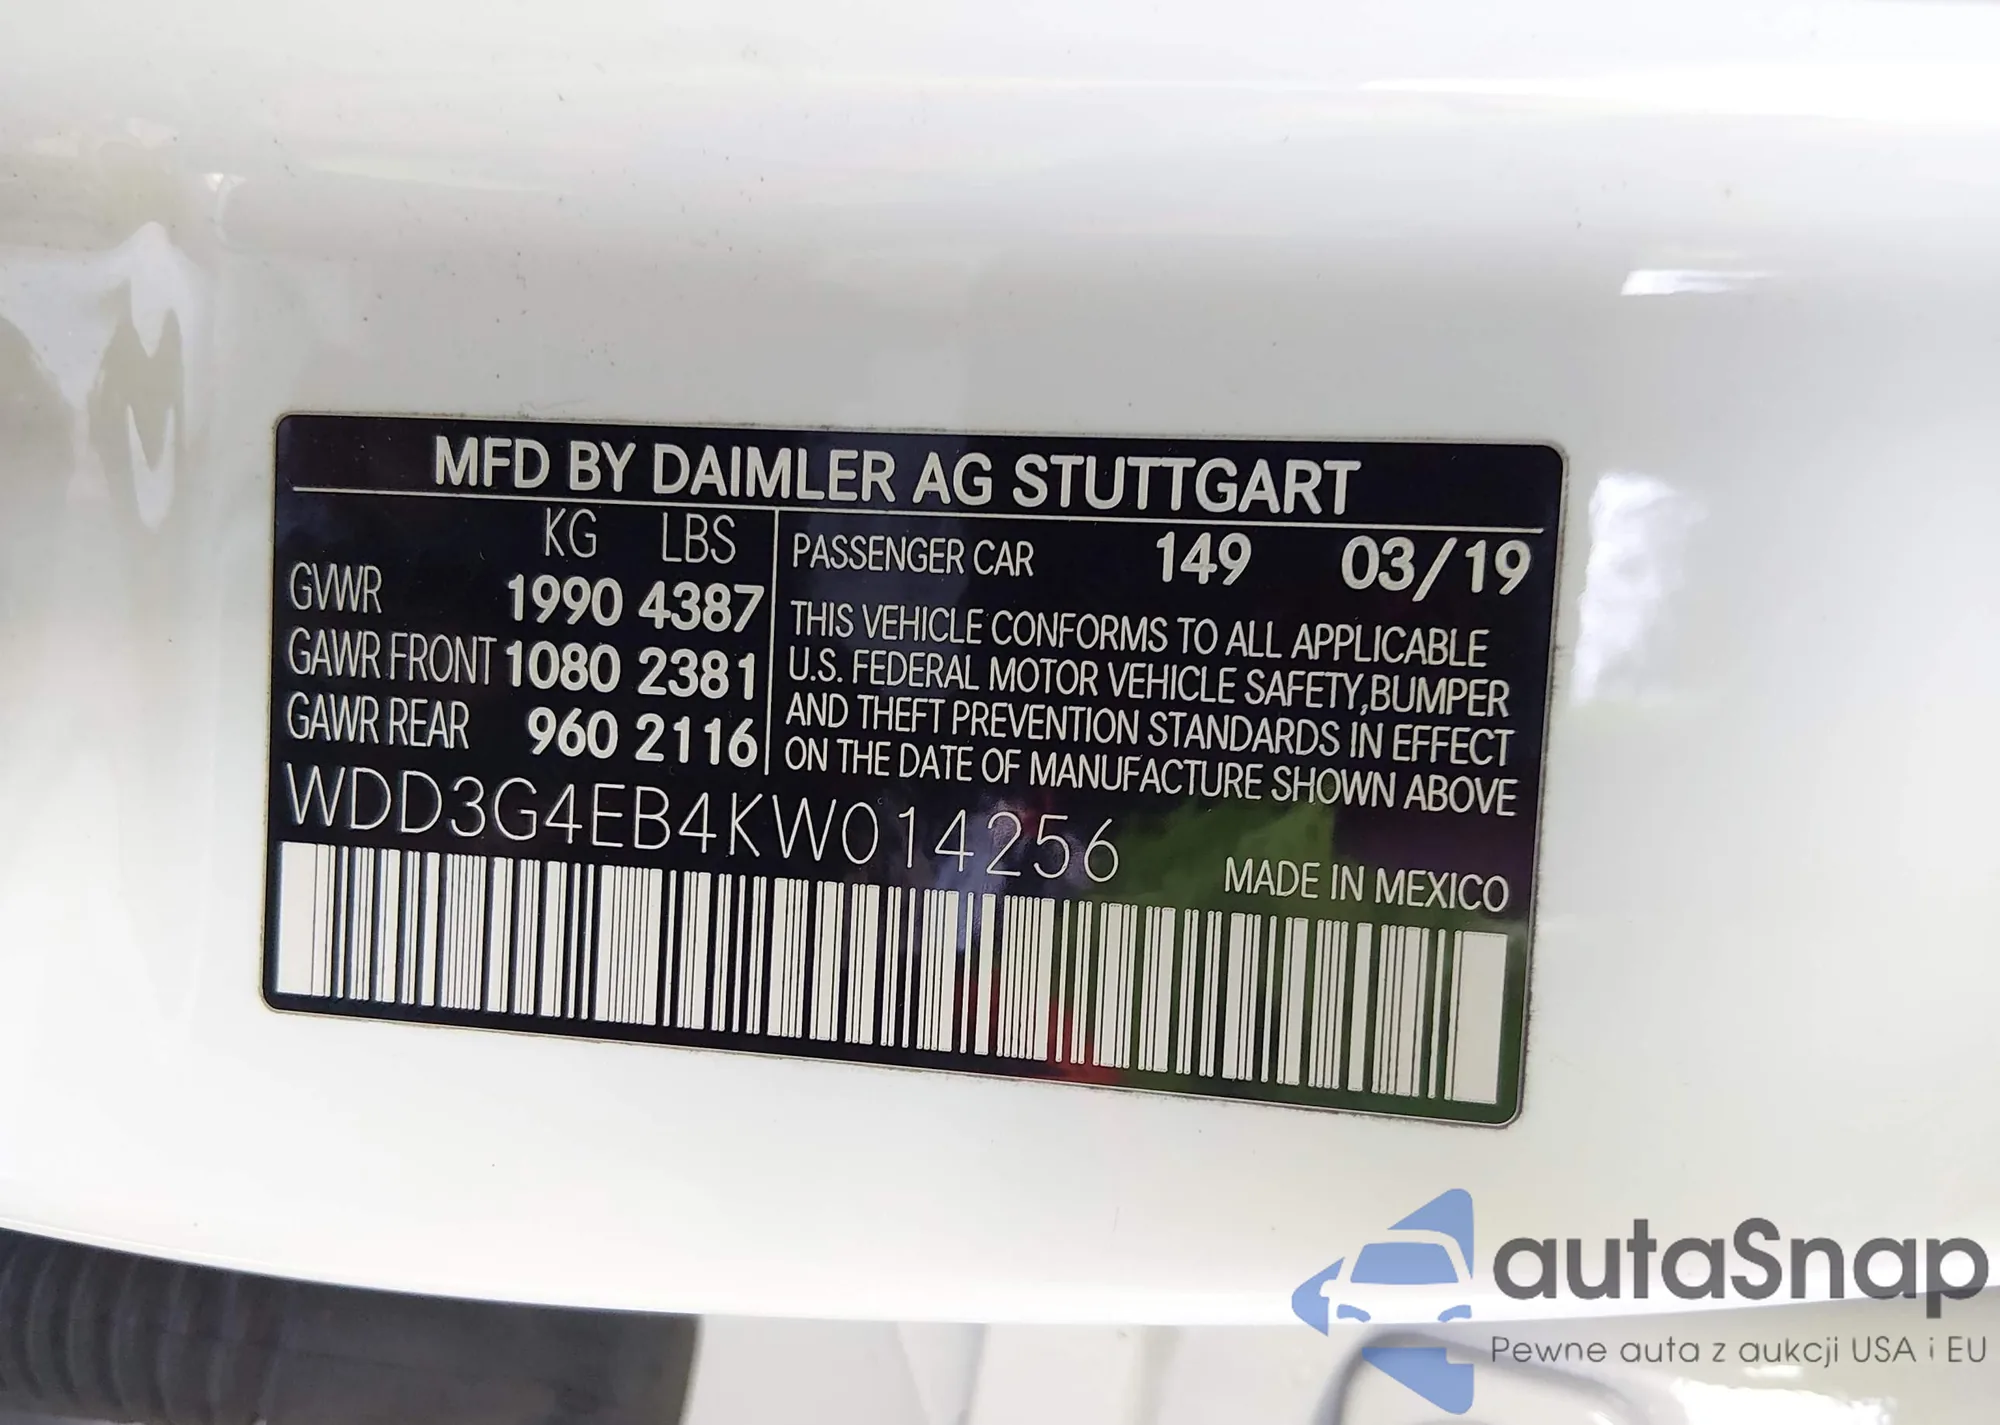 MFD BY DAIMLER AG STUTTGART
KG LBS
GVWR 1990 4387
GAWR FRONT 1080 2381
GAWR REAR 960 2116
PASSENGER CAR 149 03/19
THIS VEHICLE CONFORMS TO ALL APPLICABLE
U.S. FEDERAL MOTOR VEHICLE SAFETY,BUMPER
AND THEFT PREVENTION STANDARDS IN EFFECT
ON THE DATE OF MANUFACTURE SHOWN ABOVE
WDD3G4EB4KW014256
MADE IN MEXICO
autaSnap
Pewne auta z aukcji USA i EU